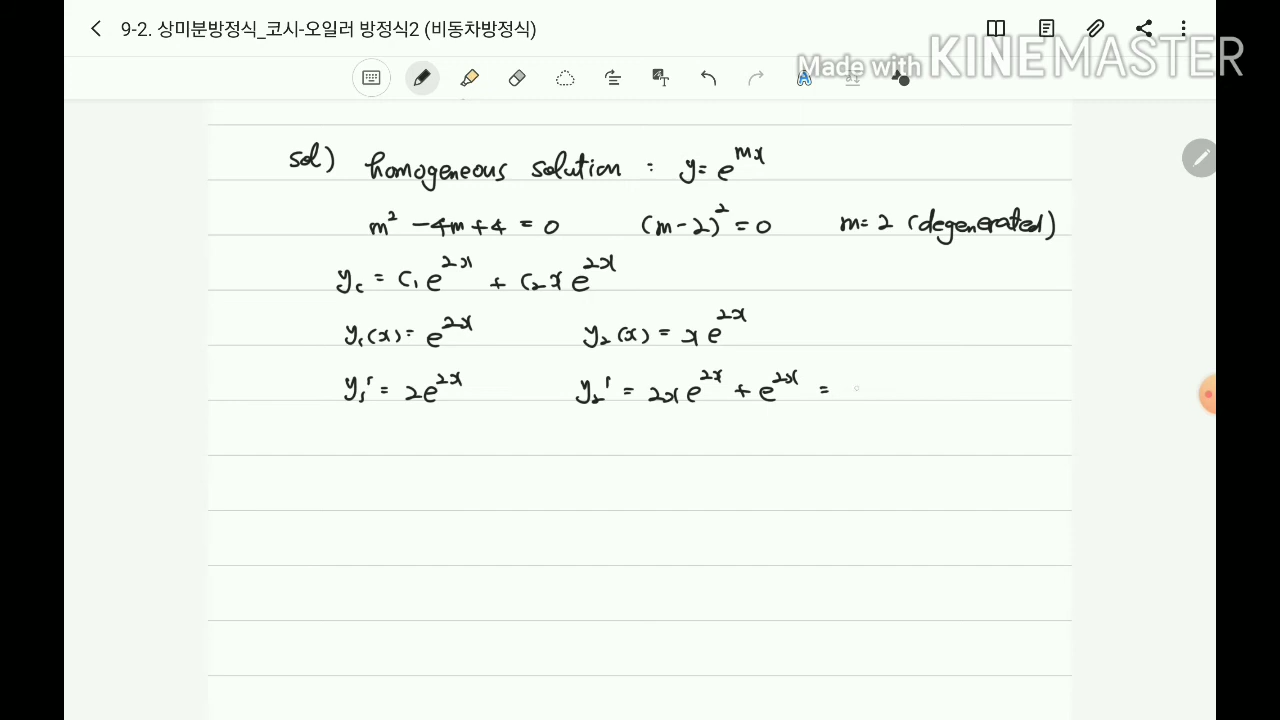 9-2. 상미분방정식_코시-오일러 방정식2 (비동차방정식)
Made with KINEMASTER
sol) homogeneous solution : y = e^{mx}
m² - 4m + 4 = 0 (m-2)² = 0 m = 2 (degenerated)
y_c = c₁e^{2x} + c₂xe^{2x}
y₁(x) = e^{2x} y₂(x) = xe^{2x}
y₁' = 2e^{2x} y₂' = 2xe^{2x} + e^{2x} =